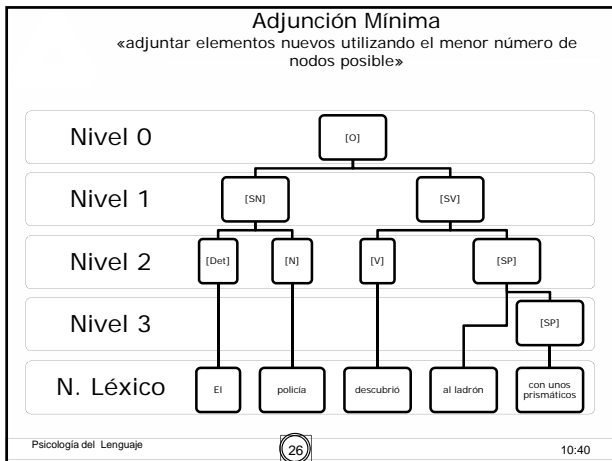 Adjunción Mínima
«adjuntar elementos nuevos utilizando el menor número de
nodos posible»
Nivel 0
[O]
Nivel 1
[SN]
[SV]
Nivel 2
[Det]
[N]
[V]
[SP]
Nivel 3
[SP]
N. Léxico
El
policía
descubrió
al ladrón
con unos
prismáticos
Psicología del Lenguaje
26
10:40